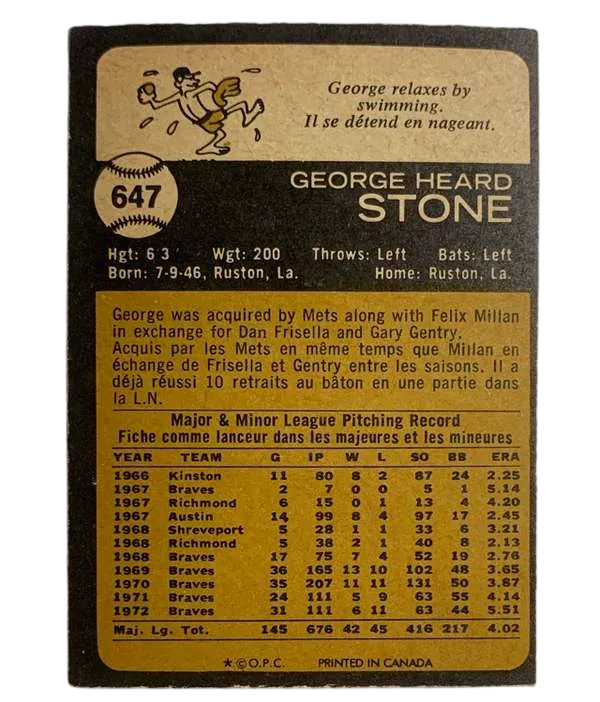 George relaxes by
swimming.
Il se détend en nageant.
647
GEORGE HEARD
STONE
Hgt: 6'3" Wgt: 200 Throws: Left Bats: Left
Born: 7-9-46, Ruston, La. Home: Ruston, La.
George was acquired by Mets along with Felix Millan
in exchange for Dan Frisella and Gary Gentry.
Acquis par les Mets en même temps que Millan en
échange de Frisella et Gentry entre les saisons. Il a
déjà réussi 10 retraits au bâton en une partie dans
la L.N.
Major & Minor League Pitching Record
Fiche comme lanceur dans les majeures et les mineures
YEAR TEAM G IP W L SO BB ERA
1966 Kinston 11 80 8 2 87 24 2.25
1967 Braves 2 7 0 0 5 1 5.14
1967 Richmond 6 15 0 1 13 4 4.20
1967 Austin 14 99 8 4 97 17 2.45
1968 Shreveport 5 28 1 1 33 6 3.21
1968 Richmond 5 38 2 1 40 8 2.13
1968 Braves 17 75 7 4 52 19 2.76
1969 Braves 36 165 13 10 102 48 3.65
1970 Braves 35 207 11 11 131 50 3.87
1971 Braves 24 111 5 9 63 55 4.14
1972 Braves 31 111 6 11 63 44 5.51
Maj. Lg. Tot. 145 676 42 45 416 217 4.02
★ © O.P.C. PRINTED IN CANADA